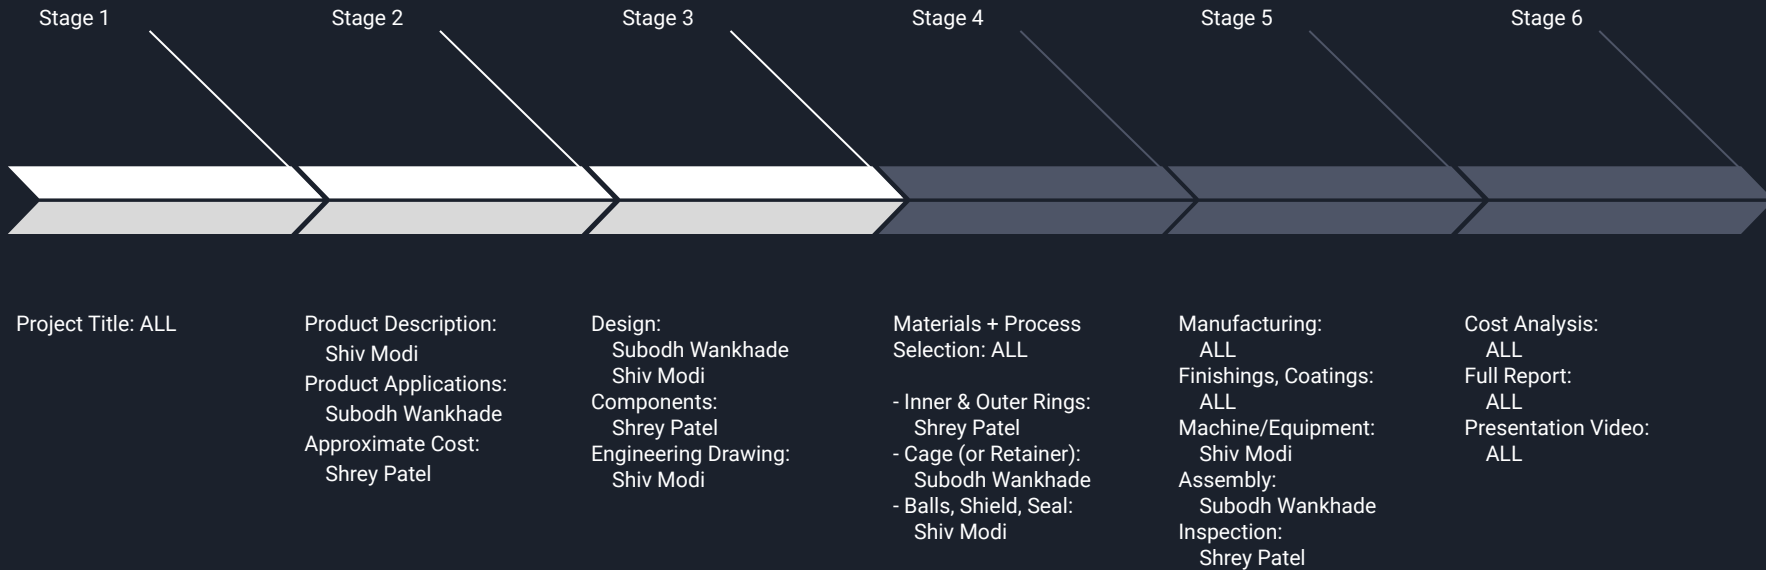 Stage 1
Stage 2
Stage 3
Stage 4
Stage 5
Stage 6
Project Title: ALL
Product Description:
Shiv Modi
Product Applications:
Subodh Wankhade
Approximate Cost:
Shrey Patel
Design:
Subodh Wankhade
Shiv Modi
Components:
Shrey Patel
Engineering Drawing:
Shiv Modi
Materials + Process
Selection: ALL
- Inner & Outer Rings:
Shrey Patel
- Cage (or Retainer):
Subodh Wankhade
- Balls, Shield, Seal:
Shiv Modi
Manufacturing:
ALL
Finishings, Coatings:
ALL
Machine/Equipment:
Shiv Modi
Assembly:
Subodh Wankhade
Inspection:
Shrey Patel
Cost Analysis:
ALL
Full Report:
ALL
Presentation Video:
ALL